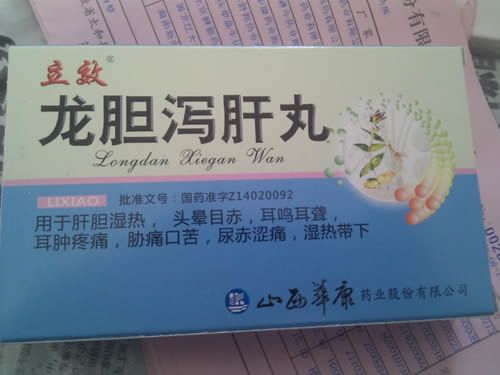 立效®
龙胆泻肝丸
Longdan Xiegan Wan
LIXIAO 批准文号：国药准字Z14020092
用于肝胆湿热，头晕目赤，耳鸣耳聋，
耳肿疼痛，胁痛口苦，尿赤涩痛，湿热带下
山西华康药业股份有限公司